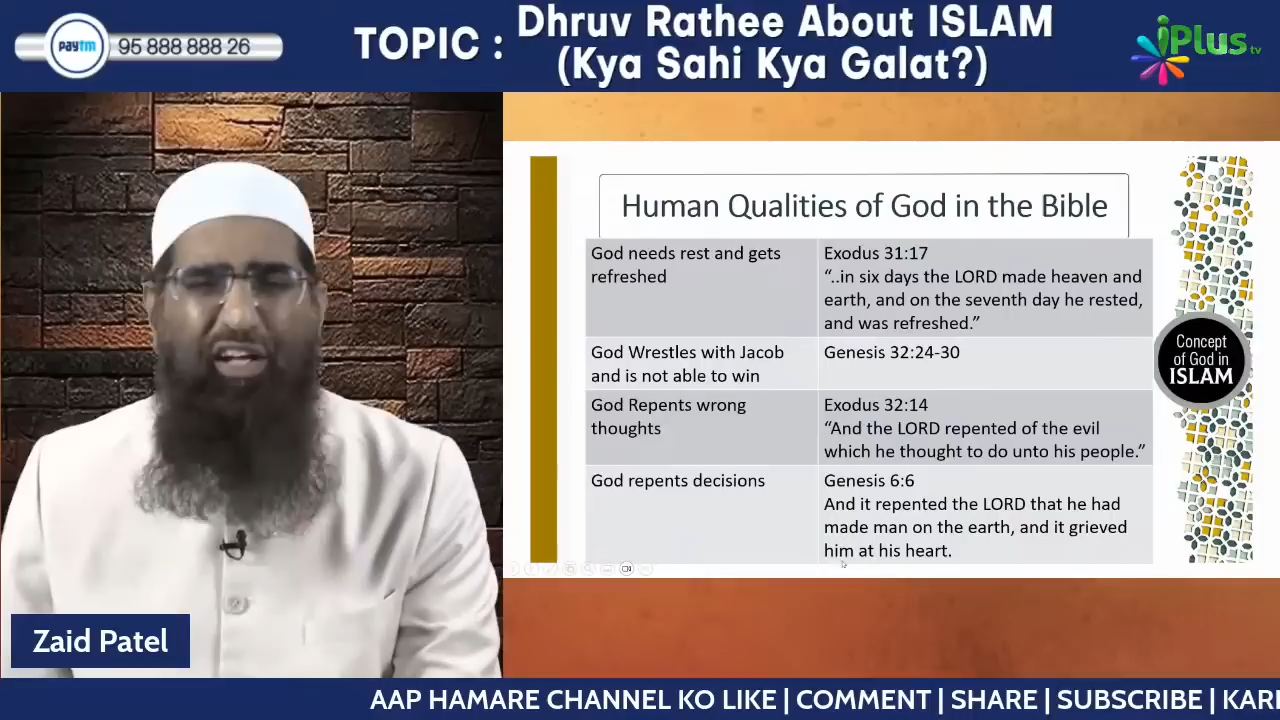 paytm
95 888 888 26
TOPIC :
Dhruv Rathee About ISLAM
(Kya Sahi Kya Galat?)
iPlus tv
Human Qualities of God in the Bible
God needs rest and gets
refreshed
Exodus 31:17
“..in six days the LORD made heaven and
earth, and on the seventh day he rested,
and was refreshed.”
God Wrestles with Jacob
and is not able to win
Genesis 32:24-30
God Repents wrong
thoughts
Exodus 32:14
“And the LORD repented of the evil
which he thought to do unto his people.”
God repents decisions
Genesis 6:6
And it repented the LORD that he had
made man on the earth, and it grieved
him at his heart.
Concept
of God in
ISLAM
Zaid Patel
AAP HAMARE CHANNEL KO LIKE | COMMENT | SHARE | SUBSCRIBE | KARI